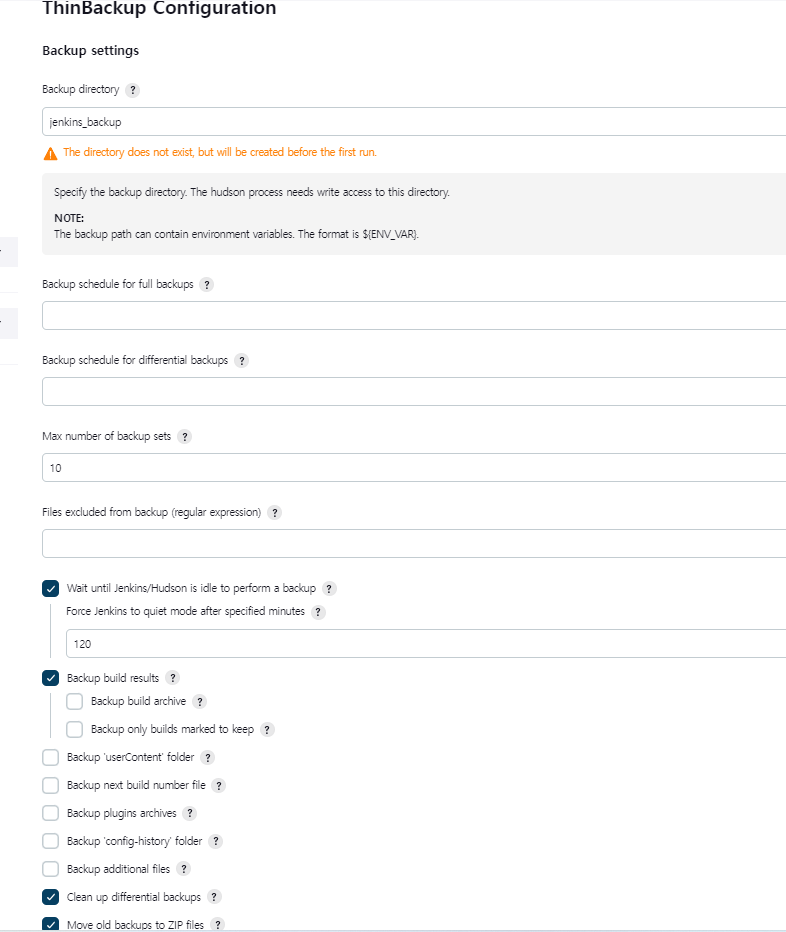 ThinBackup Configuration
Backup settings
Backup directory ?
jenkins_backup
The directory does not exist, but will be created before the first run.
Specify the backup directory. The hudson process needs write access to this directory.
NOTE:
The backup path can contain environment variables. The format is ${ENV_VAR}.
Backup schedule for full backups ?
Backup schedule for differential backups ?
Max number of backup sets ?
10
Files excluded from backup (regular expression) ?
Wait until Jenkins/Hudson is idle to perform a backup ?
Force Jenkins to quiet mode after specified minutes ?
120
Backup build results ?
Backup build archive ?
Backup only builds marked to keep ?
Backup 'userContent' folder ?
Backup next build number file ?
Backup plugins archives ?
Backup 'config-history' folder ?
Backup additional files ?
Clean up differential backups ?
Move old backups to ZIP files ?